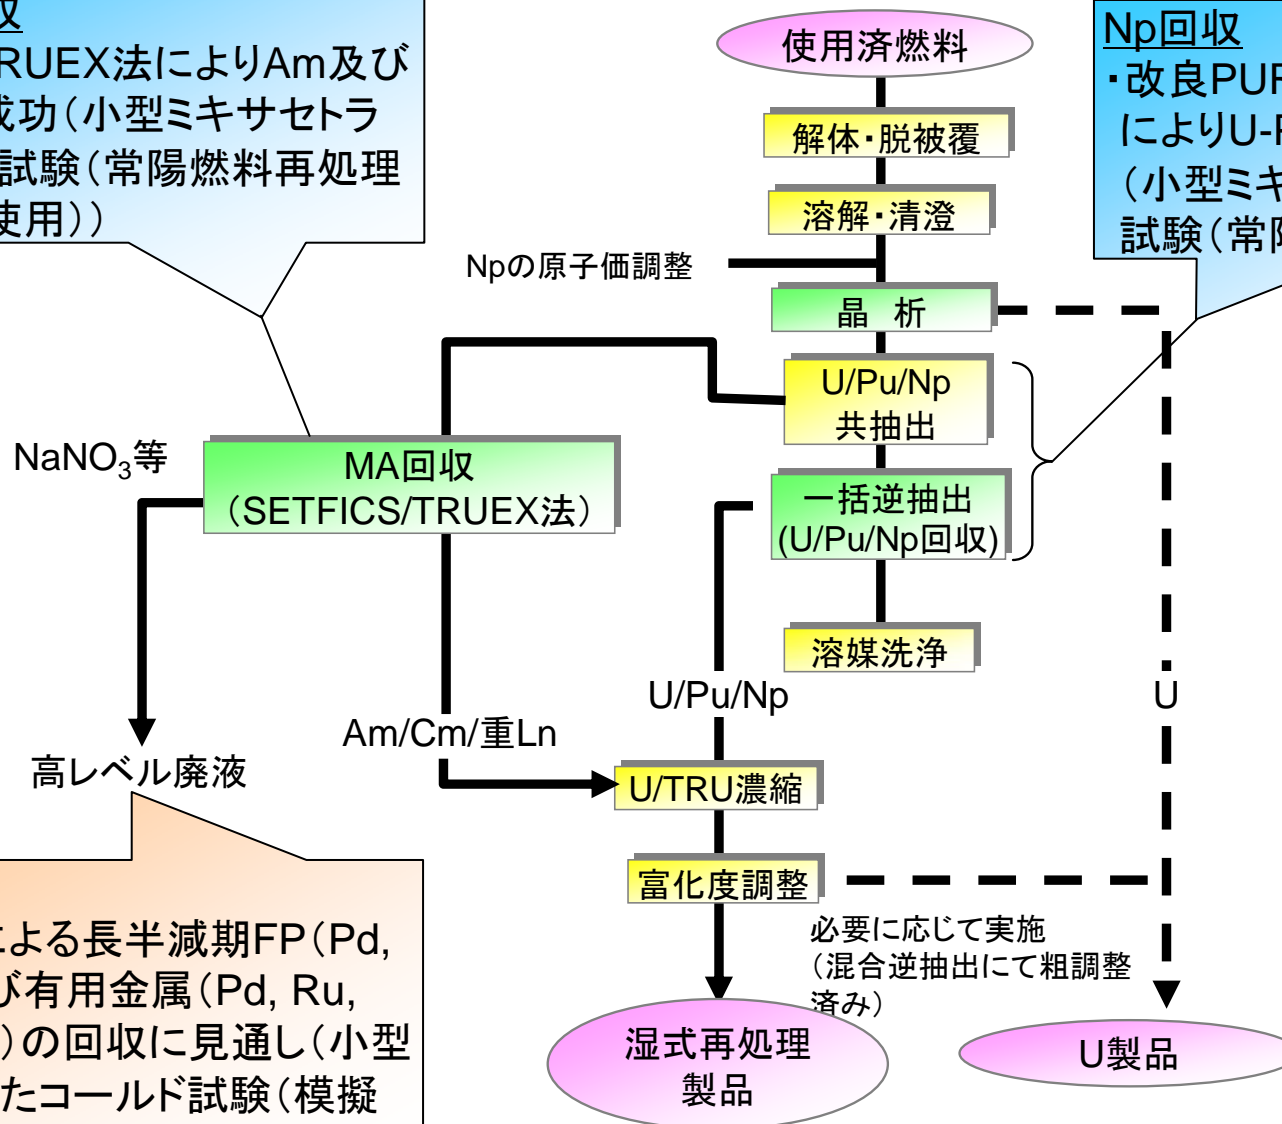 収
RUEX法によりAm及び
成功（小型ミキサセトラ
試験（常陽燃料再処理
使用））
使用済燃料
Np回収
・改良PUR
によりU-P
（小型ミキ
試験（常陽
解体・脱被覆
溶解・清澄
Npの原子価調整
晶 析
U/Pu/Np
共抽出
NaNO₃等
MA回収
（SETFICS/TRUEX法）
一括逆抽出
(U/Pu/Np回収)
溶媒洗浄
U/Pu/Np
U
Am/Cm/重Ln
高レベル廃液
U/TRU濃縮
富化度調整
必要に応じて実施
（混合逆抽出にて粗調整
済み）
による長半減期FP（Pd,
び有用金属（Pd, Ru,
）の回収に見通し（小型
たコールド試験（模擬
湿式再処理
製品
U製品